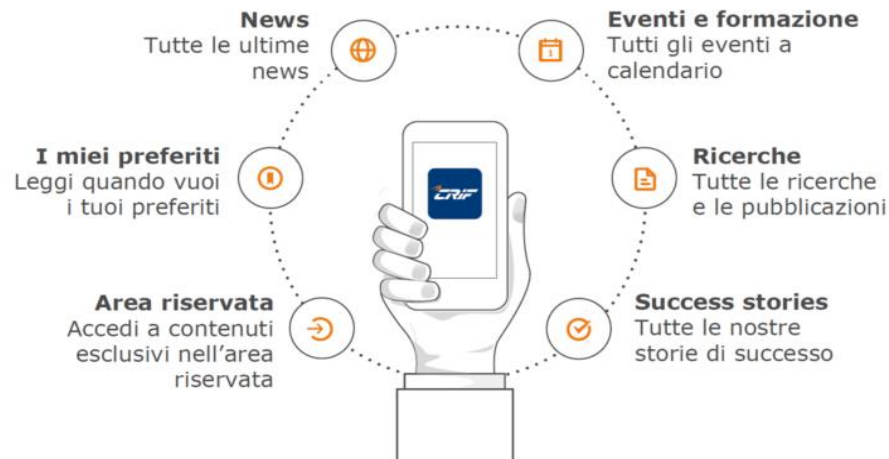 News
Tutte le ultime
news
Eventi e formazione
Tutti gli eventi a
calendario
1
I miei preferiti
Leggi quando vuoi
i tuoi preferiti
CRIF
Ricerche
Tutte le ricerche
e le pubblicazioni
Area riservata
Accedi a contenuti
esclusivi nell’area
riservata
Success stories
Tutte le nostre
storie di successo